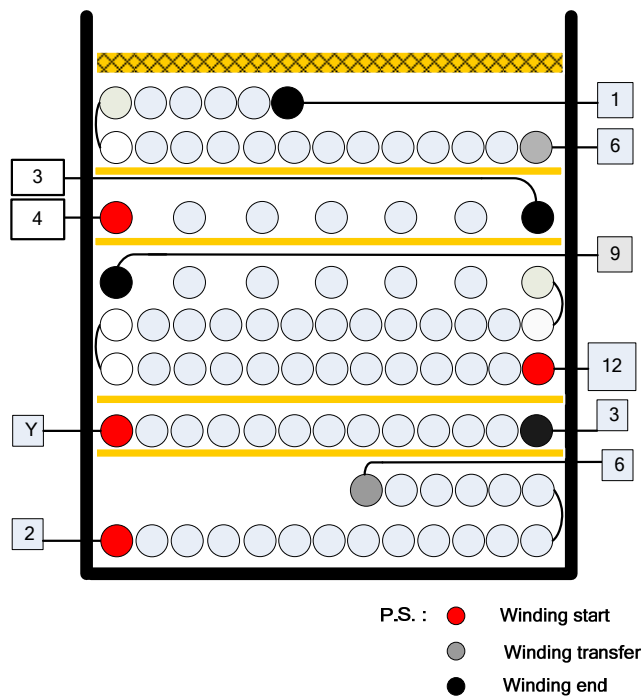 1
6
3
4
9
12
Y
3
6
2
P.S. :
Winding start
Winding transfer
Winding end